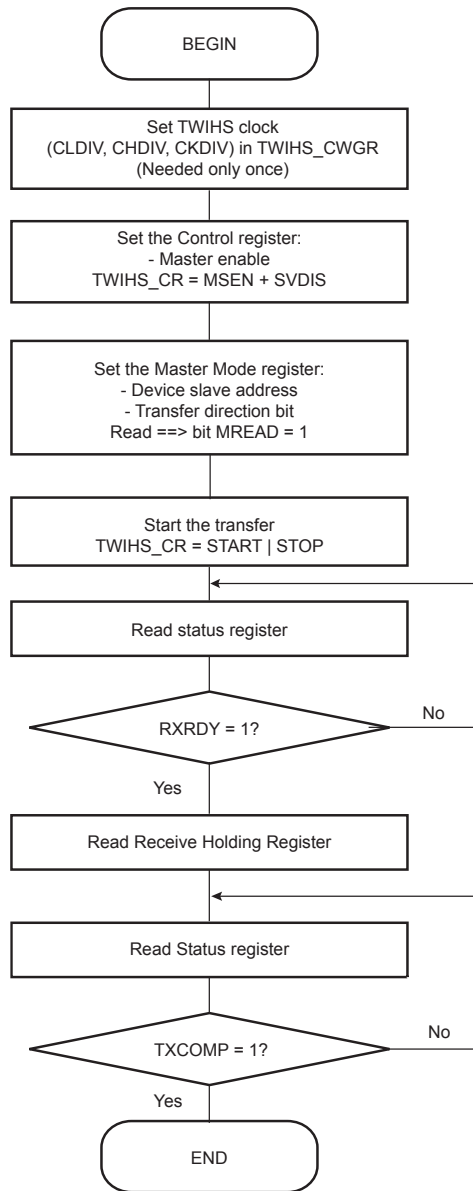 BEGIN
Set TWIHS clock
(CLDIV, CHDIV, CKDIV) in TWIHS_CWGR
(Needed only once)
Set the Control register:
- Master enable
TWIHS_CR = MSEN + SVDIS
Set the Master Mode register:
- Device slave address
- Transfer direction bit
Read ==> bit MREAD = 1
Start the transfer
TWIHS_CR = START | STOP
Read status register
RXRDY = 1?
No
Yes
Read Receive Holding Register
Read Status register
TXCOMP = 1?
No
Yes
END